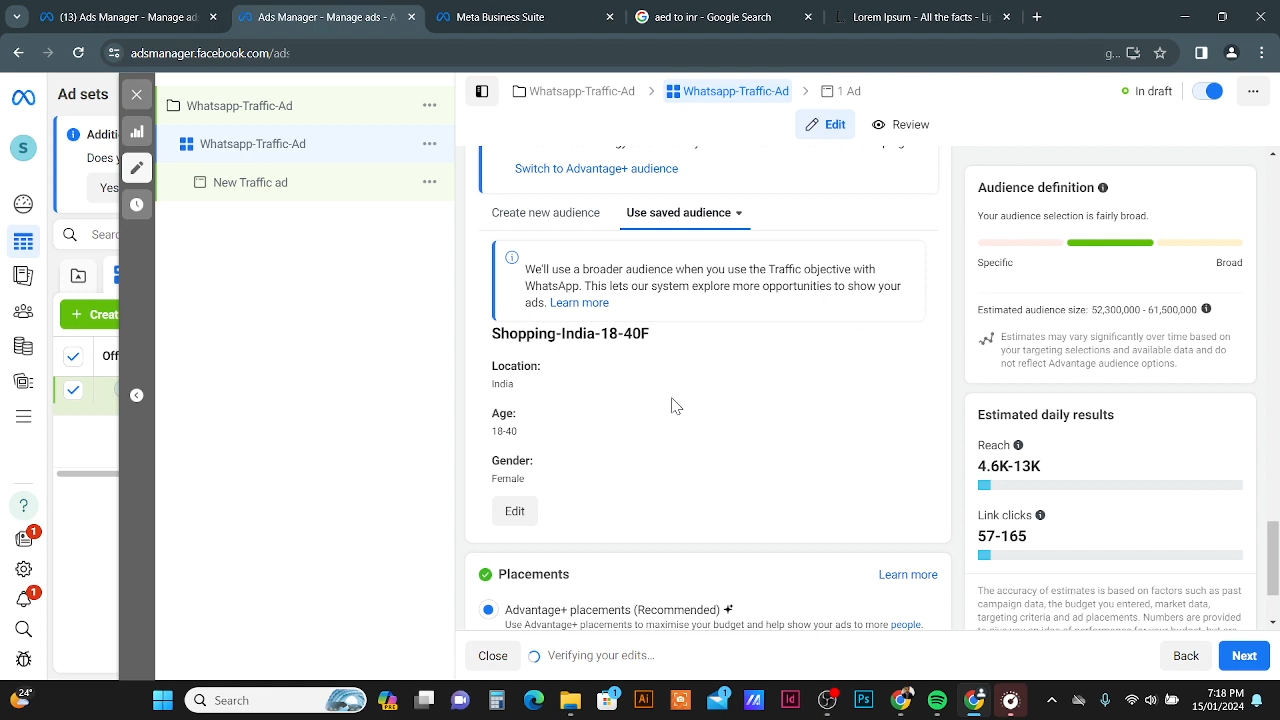 (13) Ads Manager - Manage ad
Ads Manager - Manage ads - A
Meta Business Suite
aed to inr - Google Search
Lorem Ipsum - All the facts - Li
adsmanager.facebook.com/ads
g...
Ad sets
Additi
Does y
Yes
Searc
Creat
Off
S
1
1
Whatsapp-Traffic-Ad
Whatsapp-Traffic-Ad
New Traffic ad
Whatsapp-Traffic-Ad
Whatsapp-Traffic-Ad
1 Ad
In draft
Edit
Review
Switch to Advantage+ audience
Create new audience
Use saved audience
We'll use a broader audience when you use the Traffic objective with
WhatsApp. This lets our system explore more opportunities to show your
ads. Learn more
Shopping-India-18-40F
Location:
India
Age:
18-40
Gender:
Female
Edit
Placements
Learn more
Advantage+ placements (Recommended)
Use Advantage+ placements to maximise your budget and help show your ads to more people.
Close
Verifying your edits...
Back
Next
Audience definition
Your audience selection is fairly broad.
Specific
Broad
Estimated audience size: 52,300,000 - 61,500,000
Estimates may vary significantly over time based on
your targeting selections and available data and do
not reflect Advantage audience options.
Estimated daily results
Reach
4.6K-13K
Link clicks
57-165
The accuracy of estimates is based on factors such as past
campaign data, the budget you entered, market data,
targeting criteria and ad placements. Numbers are provided
24°
Search
PRE
1
Ai
1
Id
Ps
7:18 PM
15/01/2024